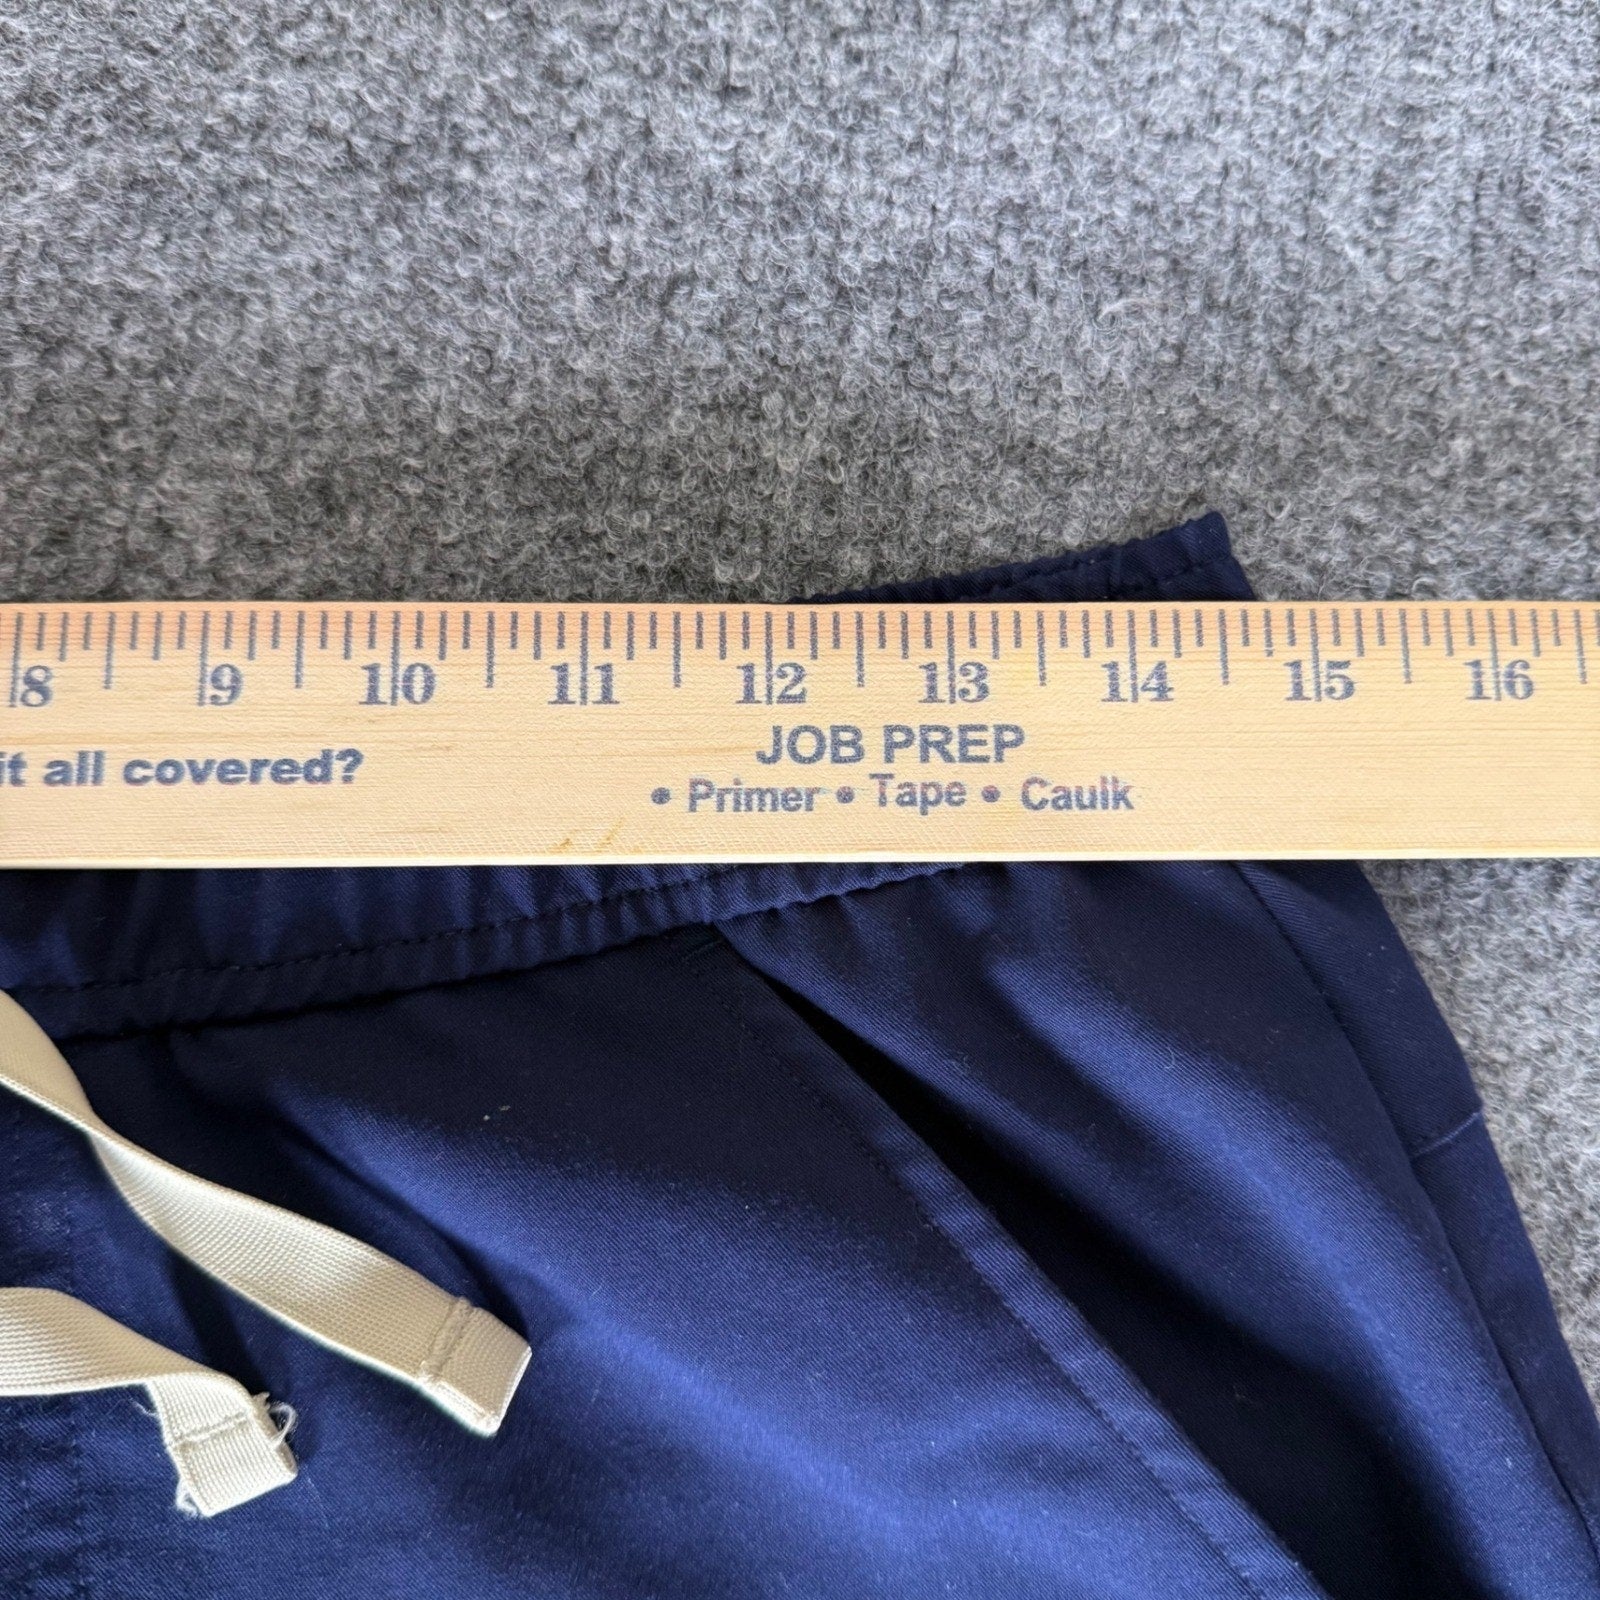 8 9 10 11 12 13 14 15 16
it all covered?
JOB PREP
• Primer • Tape • Caulk